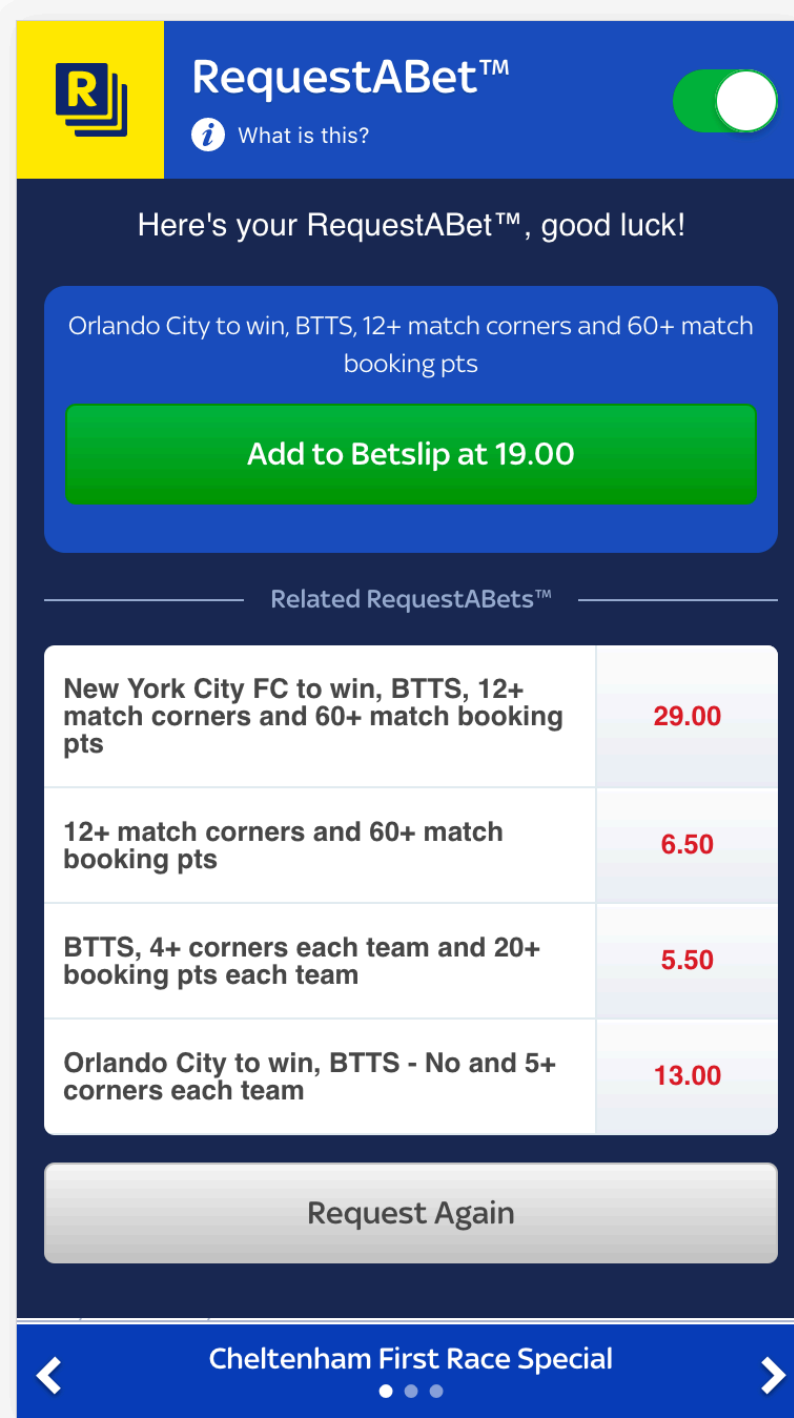 R
RequestABet™
i What is this?
Here's your RequestABet™, good luck!
Orlando City to win, BTTS, 12+ match corners and 60+ match
booking pts
Add to Betslip at 19.00
Related RequestABets™
New York City FC to win, BTTS, 12+
match corners and 60+ match booking
pts
29.00
12+ match corners and 60+ match
booking pts
6.50
BTTS, 4+ corners each team and 20+
booking pts each team
5.50
Orlando City to win, BTTS - No and 5+
corners each team
13.00
Request Again
Cheltenham First Race Special